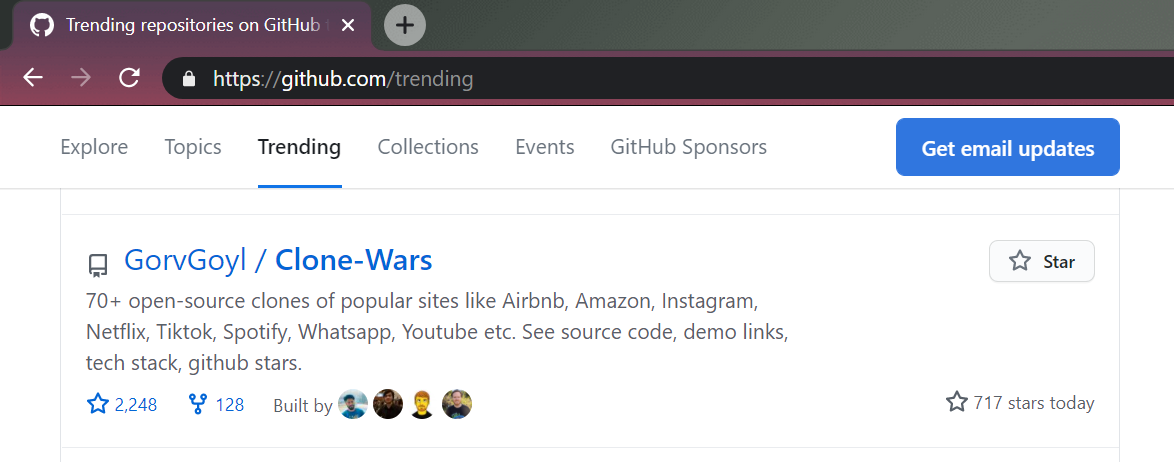 Trending repositories on GitHub
https://github.com/trending
Explore Topics Trending Collections Events GitHub Sponsors Get email updates
GorvGoyl / Clone-Wars Star
70+ open-source clones of popular sites like Airbnb, Amazon, Instagram,
Netflix, Tiktok, Spotify, Whatsapp, Youtube etc. See source code, demo links,
tech stack, github stars.
2,248 128 Built by 717 stars today